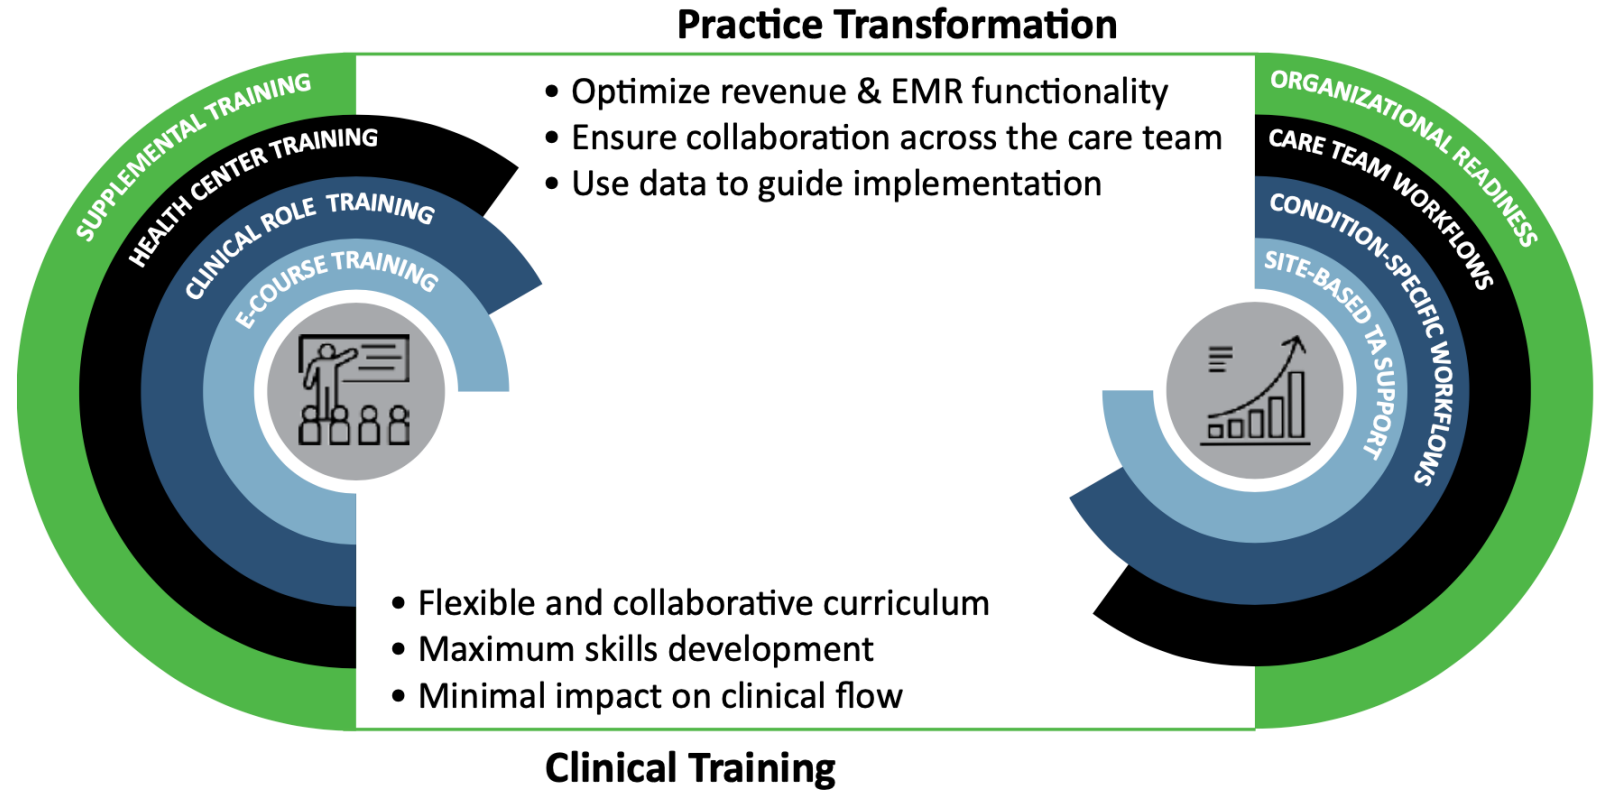 Practice Transformation
• Optimize revenue & EMR functionality
• Ensure collaboration across the care team
• Use data to guide implementation
SUPPLEMENTAL TRAINING
HEALTH CENTER TRAINING
CLINICAL ROLE TRAINING
E-COURSE TRAINING
ORGANIZATIONAL READINESS
CARE TEAM WORKFLOWS
CONDITION-SPECIFIC WORKFLOWS
SITE-BASED TA SUPPORT
• Flexible and collaborative curriculum
• Maximum skills development
• Minimal impact on clinical flow
Clinical Training